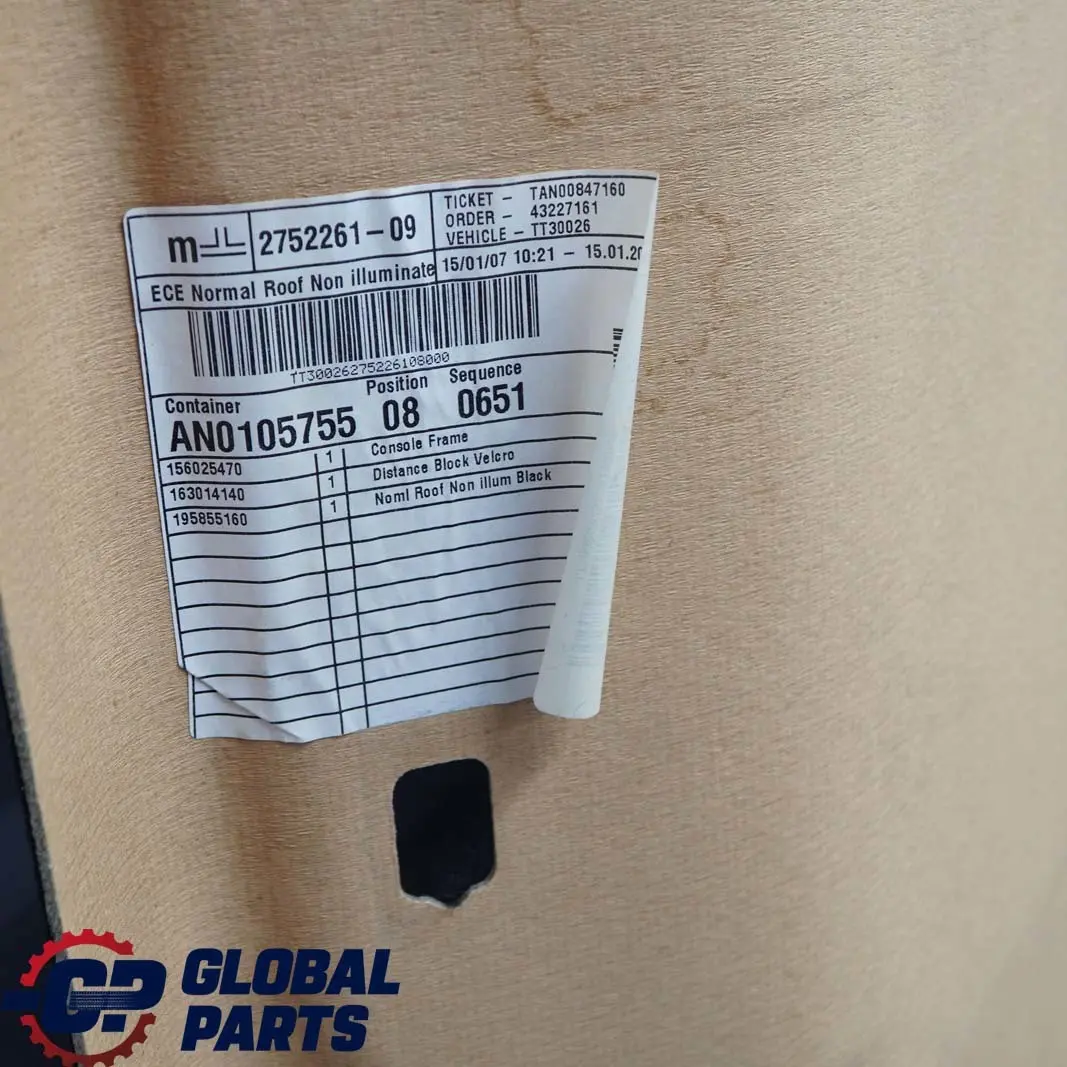 m
2752261-09
TICKET - TAN00847160
ORDER - 43227161
VEHICLE - TT30026
ECE Normal Roof Non illuminate
15/01/07 10:21 - 15.01.20
TT30026275226108000
Container Position Sequence
AN0105755 08 0651
156025470 1 Console Frame
163014140 1 Distance Block Velcro
195855160 1 Noml Roof Non illum Black
GP GLOBAL
PARTS